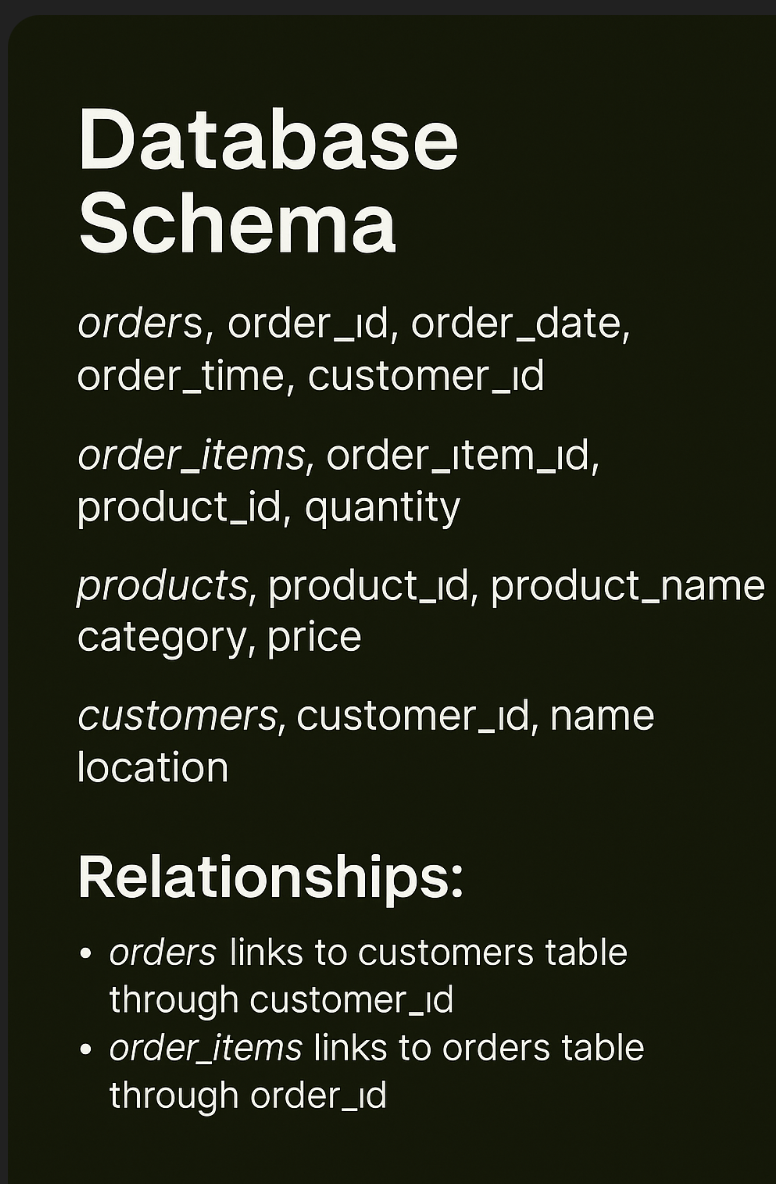 Database
Schema
orders, order_ıd, order_date,
order_time, customer_ıd
order_items, order_ıtem_ıd,
product_id, quantity
products, product_ıd, product_name
category, price
customers, customer_ıd, name
location
Relationships:
• orders links to customers table
through customer_ıd
• order_items links to orders table
through order_ıd